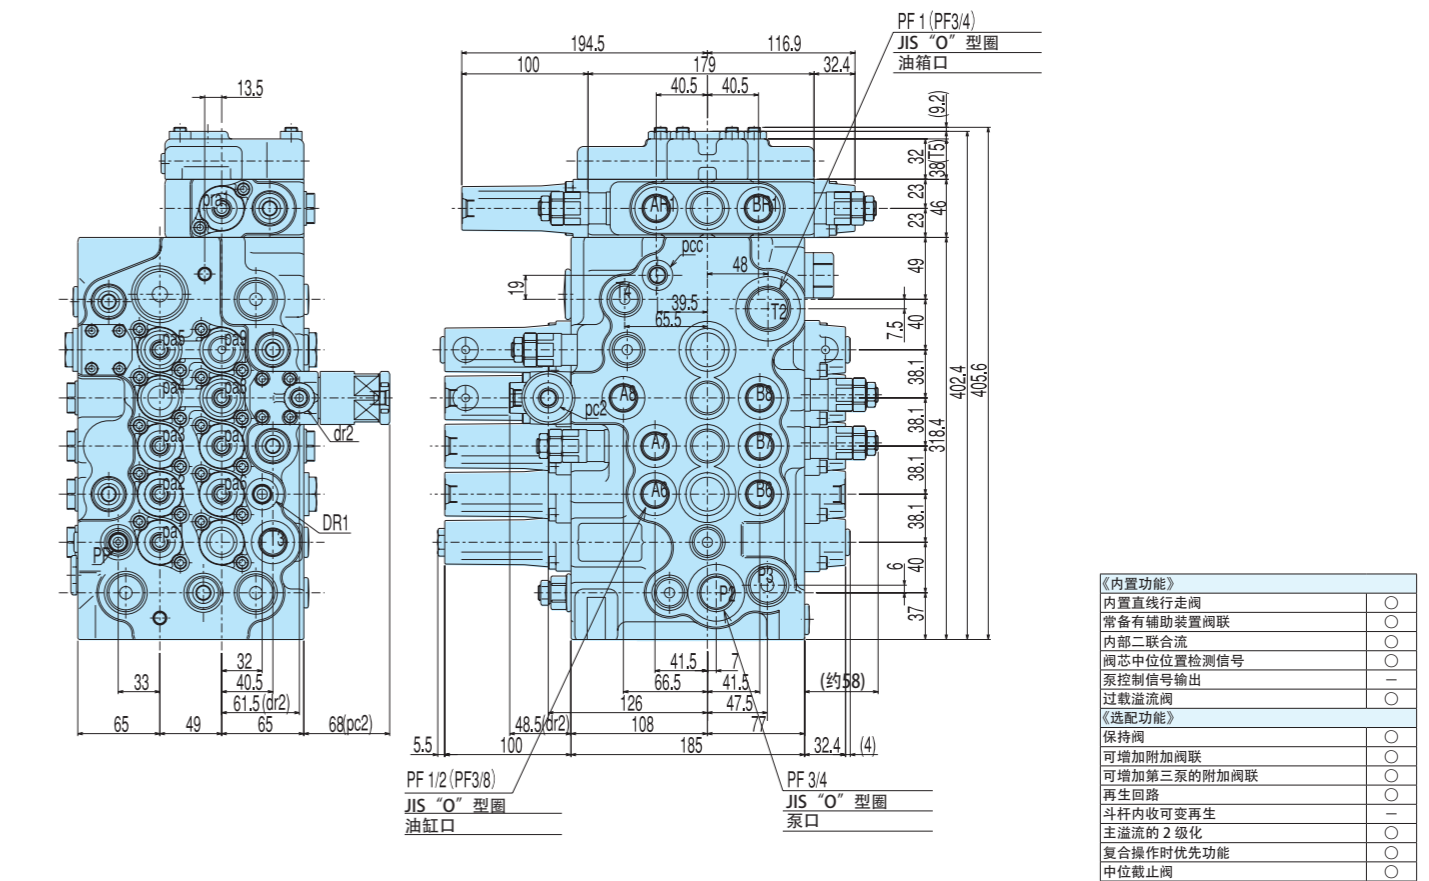 PF 1 (PF3/4)
JIS “O” 型圈
油箱口
194.5
116.9
100
179
32.4
40.5
40.5
13.5
(9.2)
32
38(T5)
23
46
23
49
40
7.5
38.1
38.1
38.1
38.1
318.4
402.4
405.6
6
40
37
pra1
AR1
BR1
pcc
48
19
T4
39.5
T2
65.5
pa5
pa9
pa4
pa8
A8
B8
pc2
dr2
pa3
pa7
A7
B7
pa2
pa6
A6
B6
DR1
pa1
T3
PP
P3
P2
32
33
40.5
61.5(dr2)
65
49
65
68(pc2)
41.5
7
66.5
41.5
(约58)
126
47.5
48.5(dr2)
108
77
5.5
100
185
32.4
(4)
PF 1/2 (PF3/8)
JIS “O” 型圈
油缸口
PF 3/4
JIS “O” 型圈
泵口
《内置功能》
内置直线行走阀 ○
常备有辅助装置阀联 ○
内部二联合流 ○
阀芯中位位置检测信号 ○
泵控制信号输出 －
过载溢流阀 ○
《选配功能》
保持阀 ○
可增加附加阀联 ○
可增加第三泵的附加阀联 ○
再生回路 ○
斗杆内收可变再生 －
主溢流的 2 级化 ○
复合操作时优先功能 ○
中位截止阀 ○